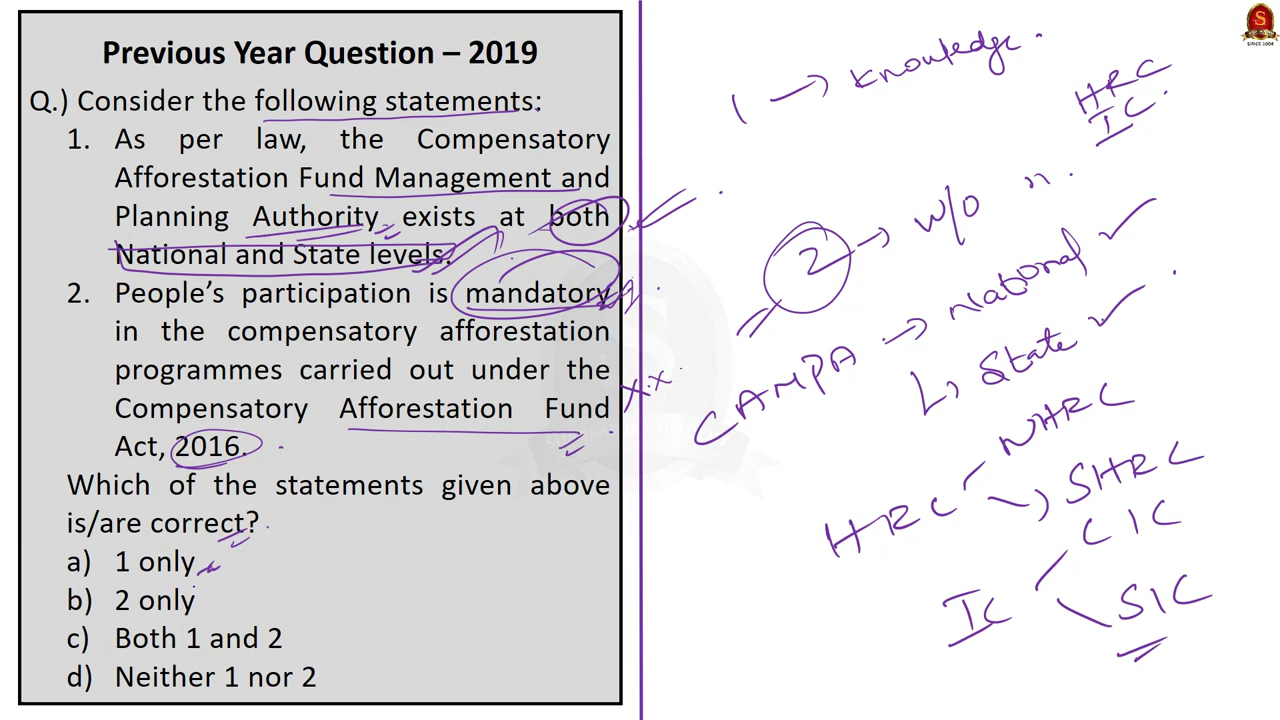 Previous Year Question – 2019
Q.) Consider the following statements:
1. As per law, the Compensatory
Afforestation Fund Management and
Planning Authority exists at both
National and State levels.
2. People's participation is mandatory
in the compensatory afforestation
programmes carried out under the
Compensatory Afforestation Fund
Act, 2016.
Which of the statements given above
is/are correct?
a) 1 only
b) 2 only
c) Both 1 and 2
d) Neither 1 nor 2
1 → Knowledge.
HRC
IC.
2 → w/o
CAMPA → National ✓
↳ State ✓
HRC
NHRC
SHRC
IC
CIC
SIC
S
SINCE 2004